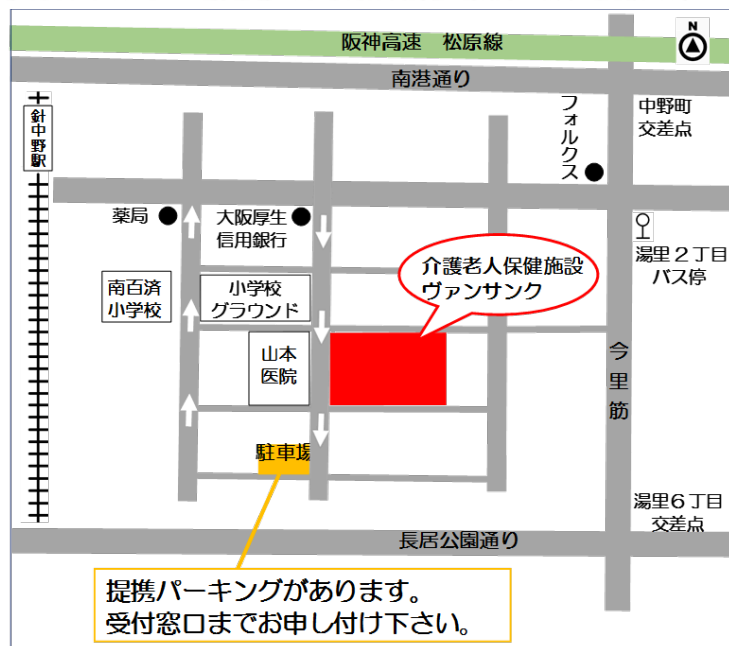 阪神高速　松原線
N
南港通り
針中野駅
フォルクス
中野町
交差点
薬局
大阪厚生
信用銀行
湯里２丁目
バス停
介護老人保健施設
ヴァンサンク
南百済
小学校
小学校
グラウンド
山本
医院
今里筋
駐車場
湯里６丁目
交差点
長居公園通り
提携パーキングがあります。
受付窓口までお申し付け下さい。